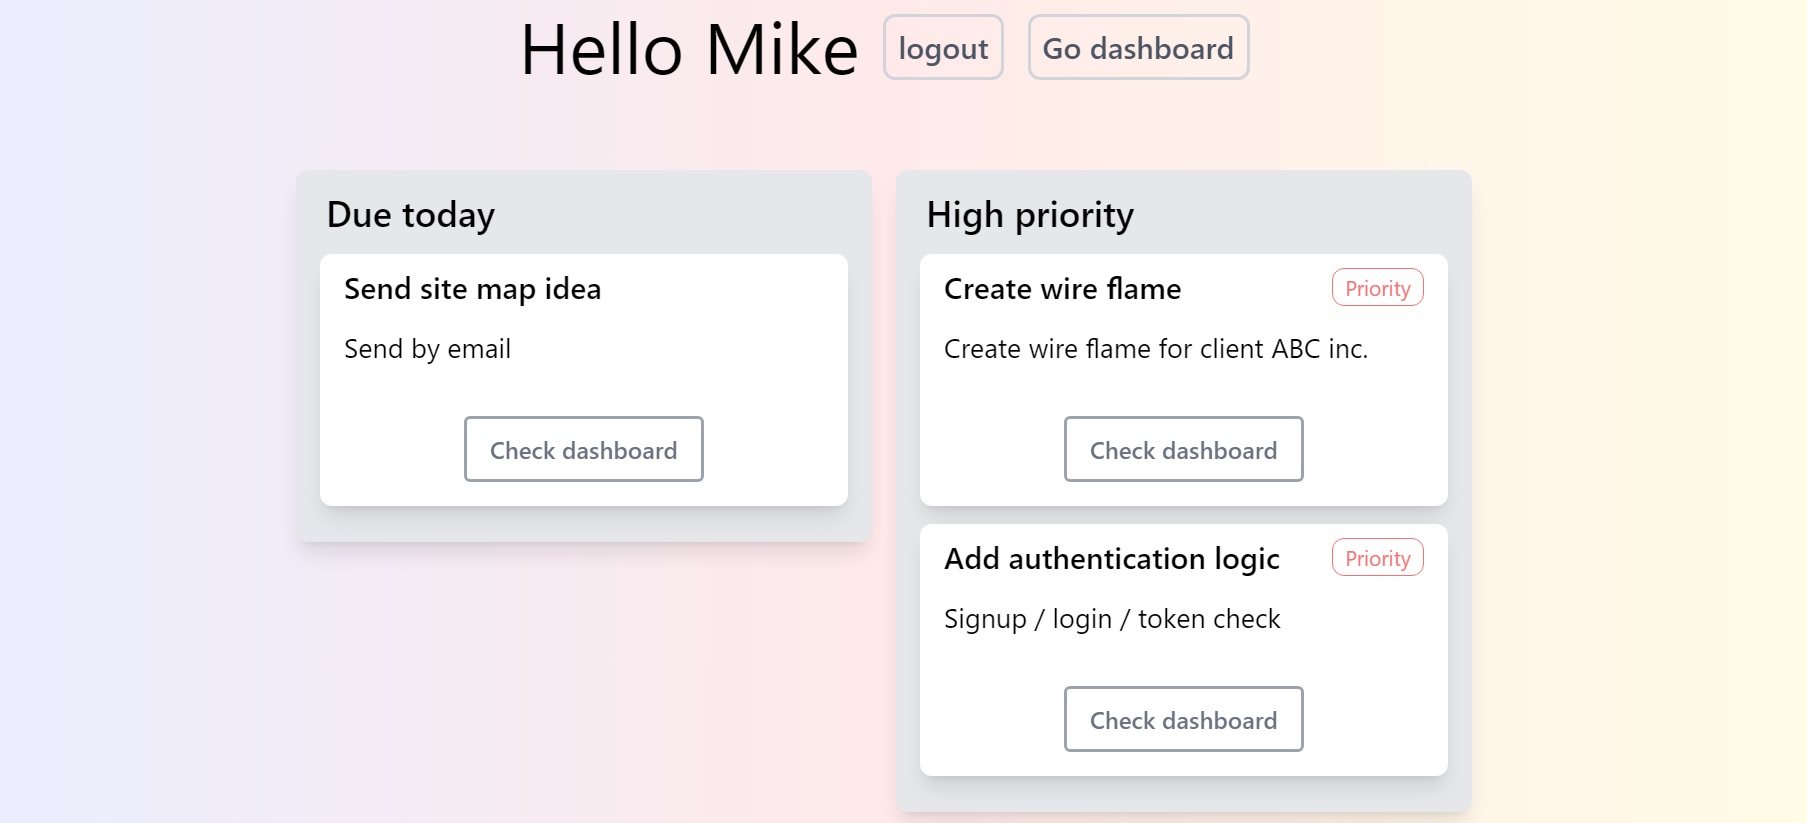 Hello Mike logout Go dashboard
Due today
Send site map idea
Send by email
Check dashboard
High priority
Create wire flame Priority
Create wire flame for client ABC inc.
Check dashboard
Add authentication logic Priority
Signup / login / token check
Check dashboard